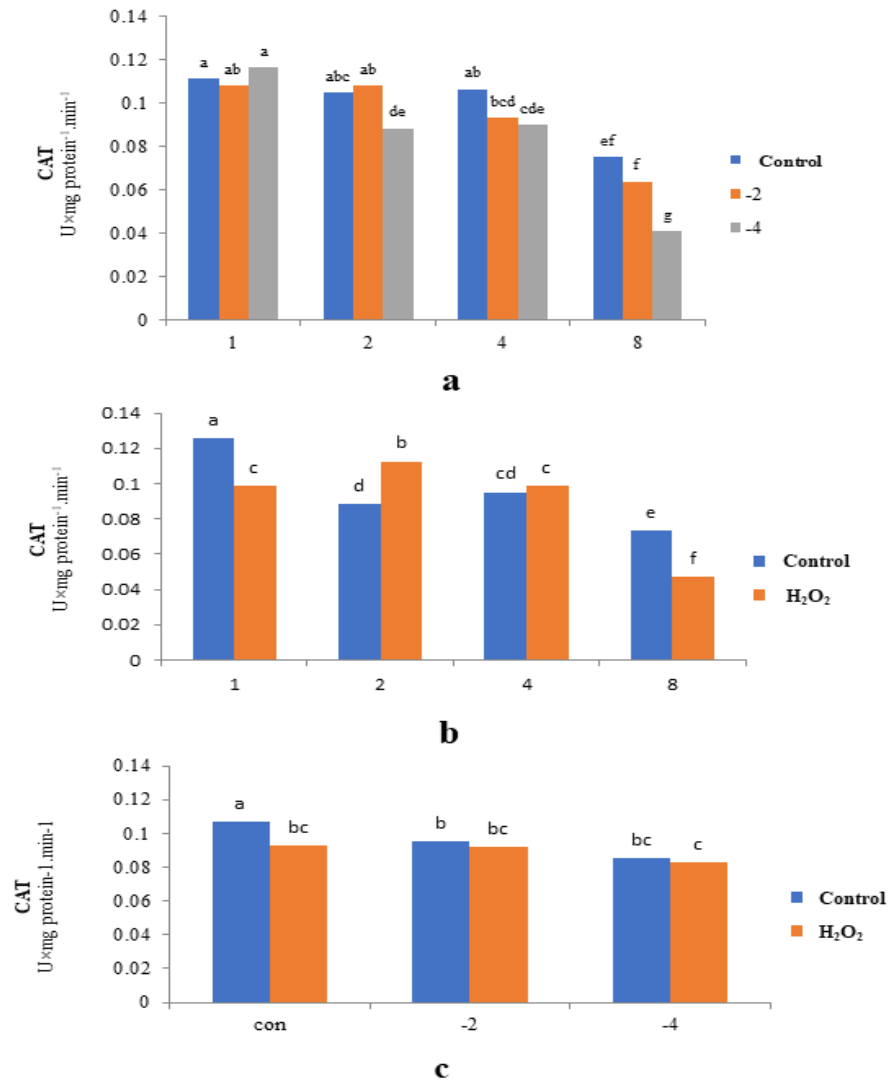 0.14
0.12
0.1
0.08
0.06
0.04
0.02
0
CAT
U×mg protein⁻¹.min⁻¹
a ab a
abc ab de
ab bcd cde
ef f g
1 2 4 8
Control
-2
-4
a
0.14
0.12
0.1
0.08
0.06
0.04
0.02
0
CAT
U×mg protein⁻¹.min⁻¹
a c
d b
cd c
e f
1 2 4 8
Control
H₂O₂
b
0.14
0.12
0.1
0.08
0.06
0.04
0.02
0
CAT
U×mg protein-1.min-1
a bc
b bc
bc c
con -2 -4
Control
H₂O₂
c